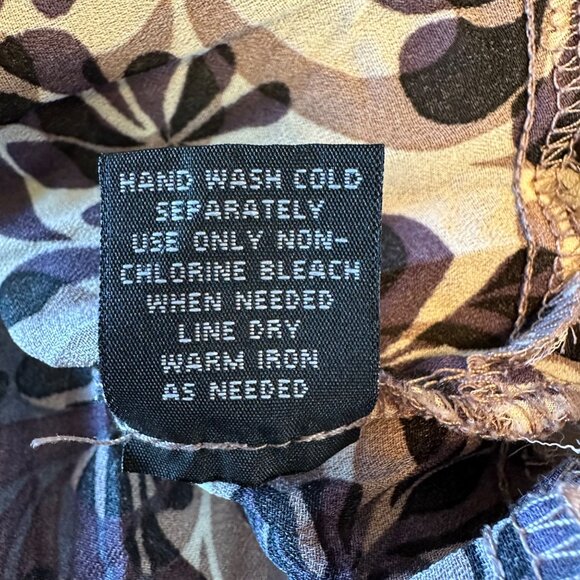 HAND WASH COLD
SEPARATELY
USE ONLY NON-
CHLORINE BLEACH
WHEN NEEDED
LINE DRY
WARM IRON
AS NEEDED